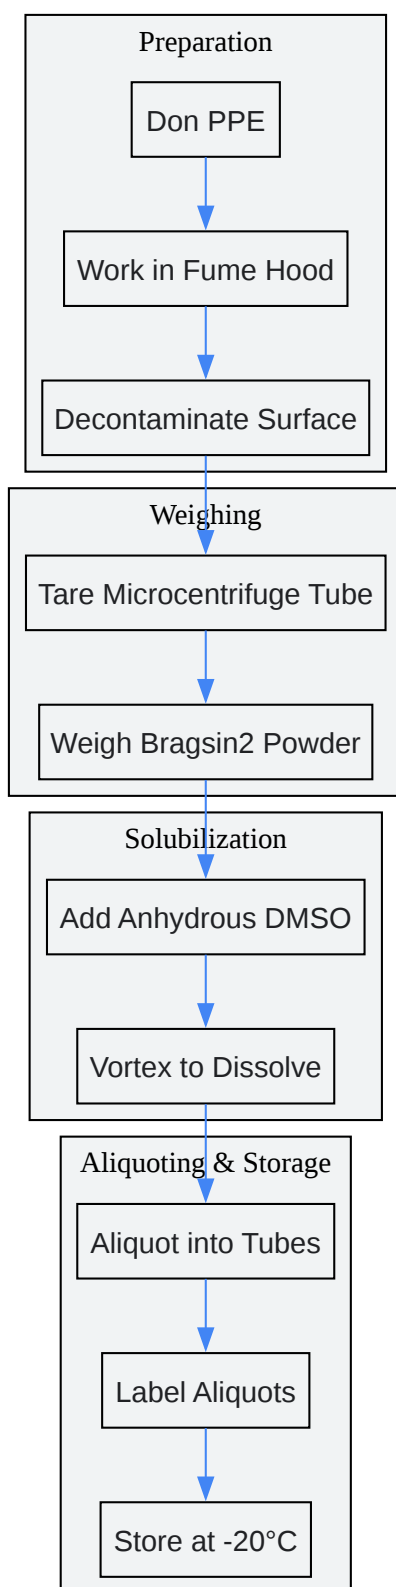 Preparation
Don PPE
Work in Fume Hood
Decontaminate Surface
Weighing
Tare Microcentrifuge Tube
Weigh Bragsin2 Powder
Solubilization
Add Anhydrous DMSO
Vortex to Dissolve
Aliquoting & Storage
Aliquot into Tubes
Label Aliquots
Store at -20°C